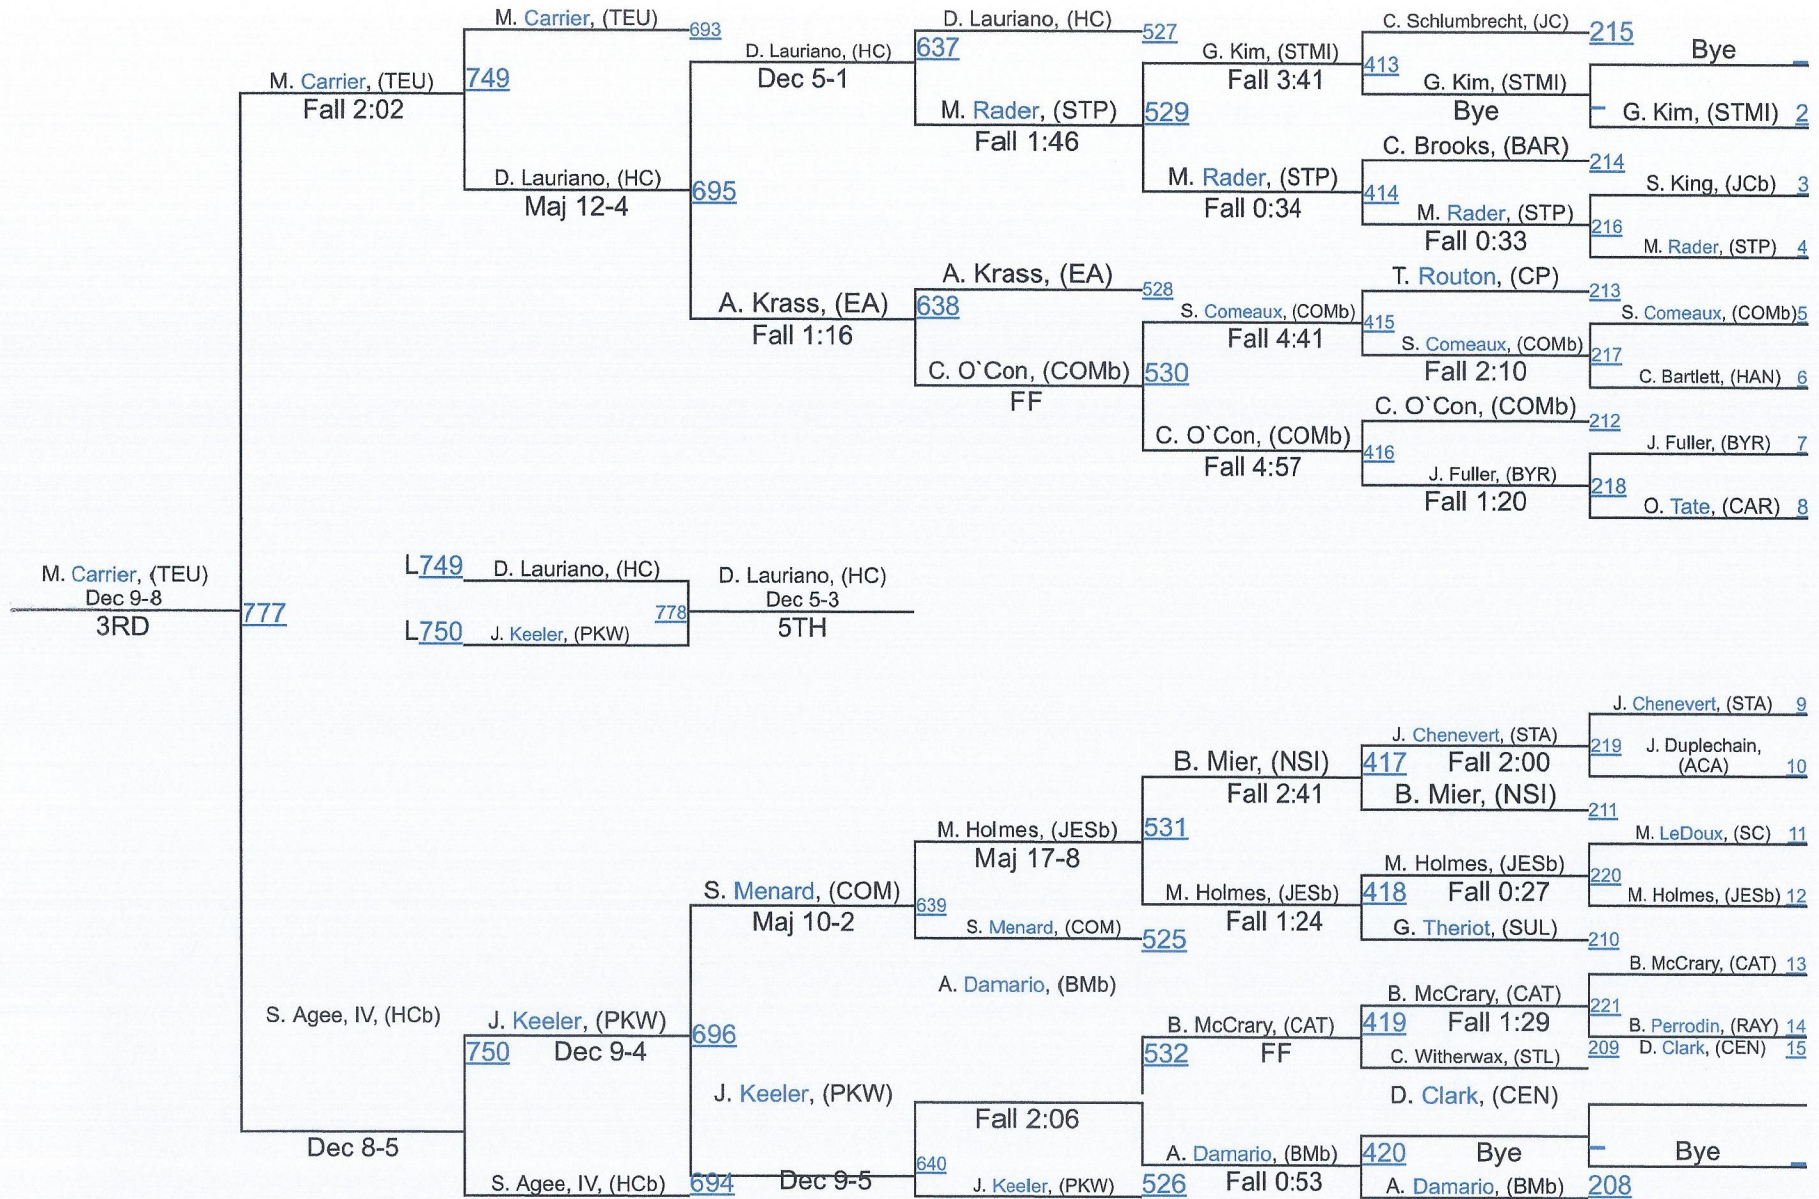 M. Carrier, (TEU)
693
D. Lauriano, (HC)
527
C. Schlumbrecht, (JC)
215
Bye
M. Carrier, (TEU)
749
Fall 2:02
D. Lauriano, (HC)
637
Dec 5-1
G. Kim, (STMI)
413
Fall 3:41
G. Kim, (STMI)
Bye
G. Kim, (STMI) 2
M. Rader, (STP)
529
Fall 1:46
C. Brooks, (BAR)
214
S. King, (JCb) 3
D. Lauriano, (HC)
695
Maj 12-4
M. Rader, (STP)
414
Fall 0:34
M. Rader, (STP)
216
Fall 0:33
M. Rader, (STP) 4
A. Krass, (EA)
528
T. Routon, (CP)
213
S. Comeaux, (COMb)5
A. Krass, (EA)
638
Fall 1:16
S. Comeaux, (COMb)
415
Fall 4:41
S. Comeaux, (COMb)
217
Fall 2:10
C. Bartlett, (HAN) 6
C. O`Con, (COMb)
530
FF
C. O`Con, (COMb)
212
J. Fuller, (BYR) 7
C. O`Con, (COMb)
416
Fall 4:57
J. Fuller, (BYR)
218
Fall 1:20
O. Tate, (CAR) 8
M. Carrier, (TEU)
Dec 9-8
777
3RD
L749 D. Lauriano, (HC)
778
L750 J. Keeler, (PKW)
D. Lauriano, (HC)
Dec 5-3
5TH
J. Chenevert, (STA) 9
J. Chenevert, (STA)
219
Fall 2:00
J. Duplechain,
(ACA) 10
B. Mier, (NSI)
417
Fall 2:41
B. Mier, (NSI)
211
M. LeDoux, (SC) 11
M. Holmes, (JESb)
531
Maj 17-8
M. Holmes, (JESb)
220
Fall 0:27
M. Holmes, (JESb) 12
S. Menard, (COM)
639
Maj 10-2
M. Holmes, (JESb)
418
Fall 1:24
G. Theriot, (SUL)
210
S. Menard, (COM)
525
B. McCrary, (CAT) 13
A. Damario, (BMb)
B. McCrary, (CAT)
221
Fall 1:29
B. Perrodin, (RAY) 14
S. Agee, IV, (HCb)
J. Keeler, (PKW)
696
750
Dec 9-4
B. McCrary, (CAT)
419
532
FF
C. Witherwax, (STL)
209
D. Clark, (CEN) 15
J. Keeler, (PKW)
D. Clark, (CEN)
Fall 2:06
Dec 8-5
A. Damario, (BMb)
420
Fall 0:53
Bye
Bye
640
S. Agee, IV, (HCb)
694
Dec 9-5
J. Keeler, (PKW)
526
A. Damario, (BMb)
208